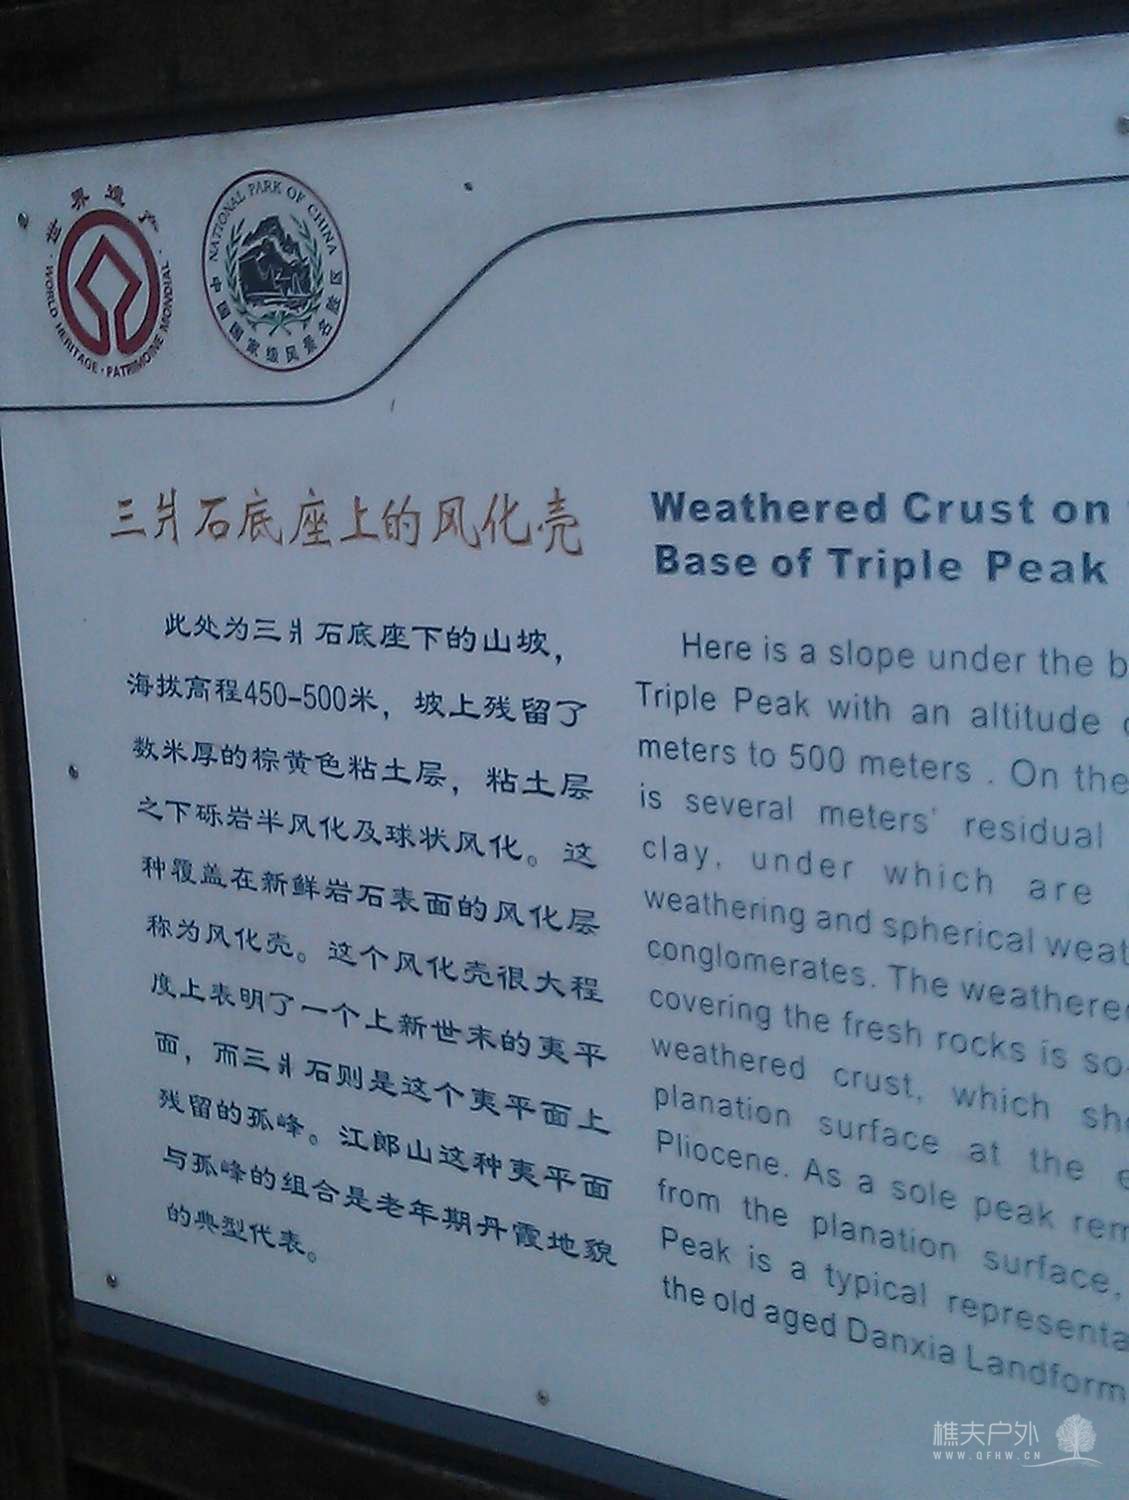 世界遗产
WORLD HERITAGE · PATRIMOINE MONDIAL
NATIONAL PARK OF CHINA
中国国家级风景名胜区
三爿石底座上的风化壳
此处为三爿石底座下的山坡，
海拔高程450-500米，坡上残留了
数米厚的棕黄色粘土层，粘土层
之下砾岩半风化及球状风化。这
种覆盖在新鲜岩石表面的风化层
称为风化壳。这个风化壳很大程
度上表明了一个上新世末的夷平
面，而三爿石则是这个夷平面上
残留的孤峰。江郎山这种夷平面
与孤峰的组合是老年期丹霞地貌
的典型代表。
Weathered Crust on
Base of Triple Peak
Here is a slope under the b
Triple Peak with an altitude
meters to 500 meters . On the
is several meters' residual
clay, under which are
weathering and spherical weat
conglomerates. The weathered
covering the fresh rocks is so-
weathered crust, which sh
planation surface at the e
Pliocene. As a sole peak rem
from the planation surface,
Peak is a typical representa
the old aged Danxia Landform
樵夫户外
WWW.QFHW.CN